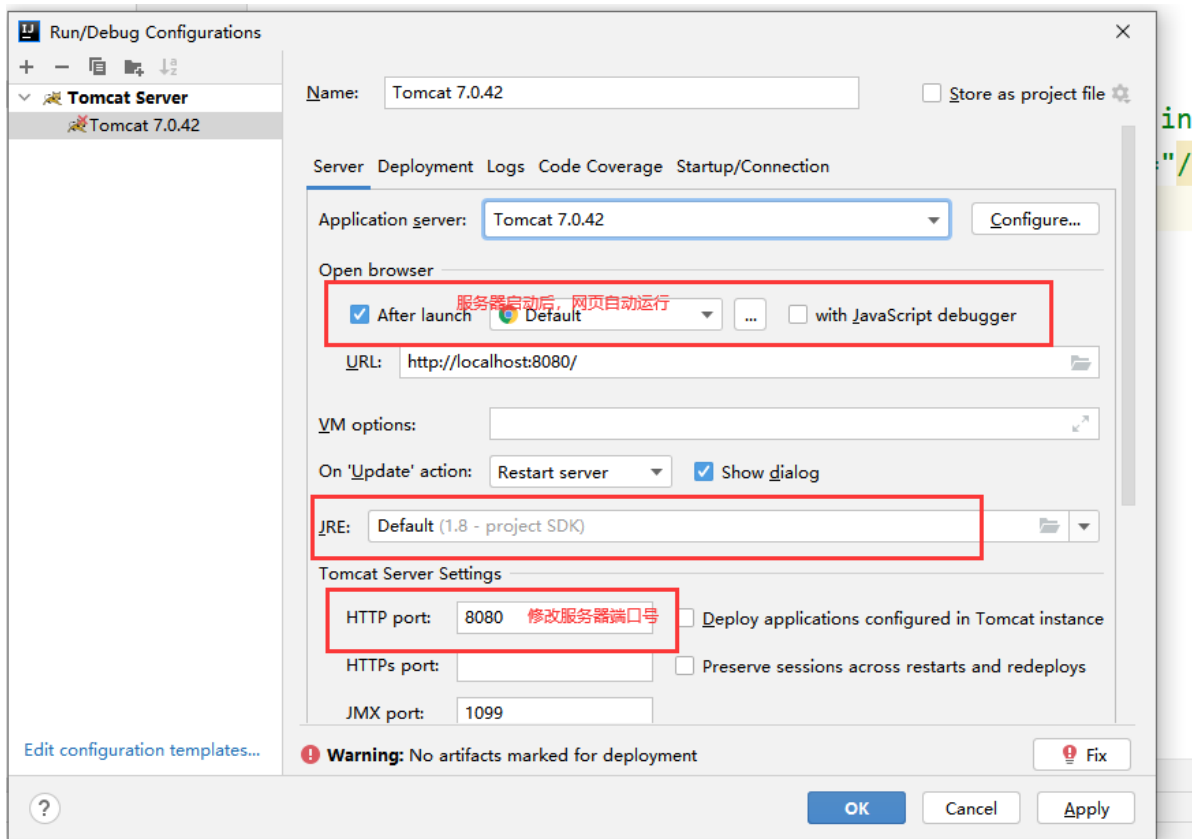 Run/Debug Configurations
Tomcat Server
Tomcat 7.0.42
Name: Tomcat 7.0.42
Store as project file
in
="/
Server Deployment Logs Code Coverage Startup/Connection
Application server: Tomcat 7.0.42 Configure...
Open browser
服务器启动后，网页自动运行
After launch Default ... with JavaScript debugger
URL: http://localhost:8080/
VM options:
On 'Update' action: Restart server Show dialog
JRE: Default (1.8 - project SDK)
Tomcat Server Settings
HTTP port: 8080 修改服务器端口号 Deploy applications configured in Tomcat instance
HTTPs port: Preserve sessions across restarts and redeploys
JMX port: 1099
Edit configuration templates...
Warning: No artifacts marked for deployment Fix
? OK Cancel Apply